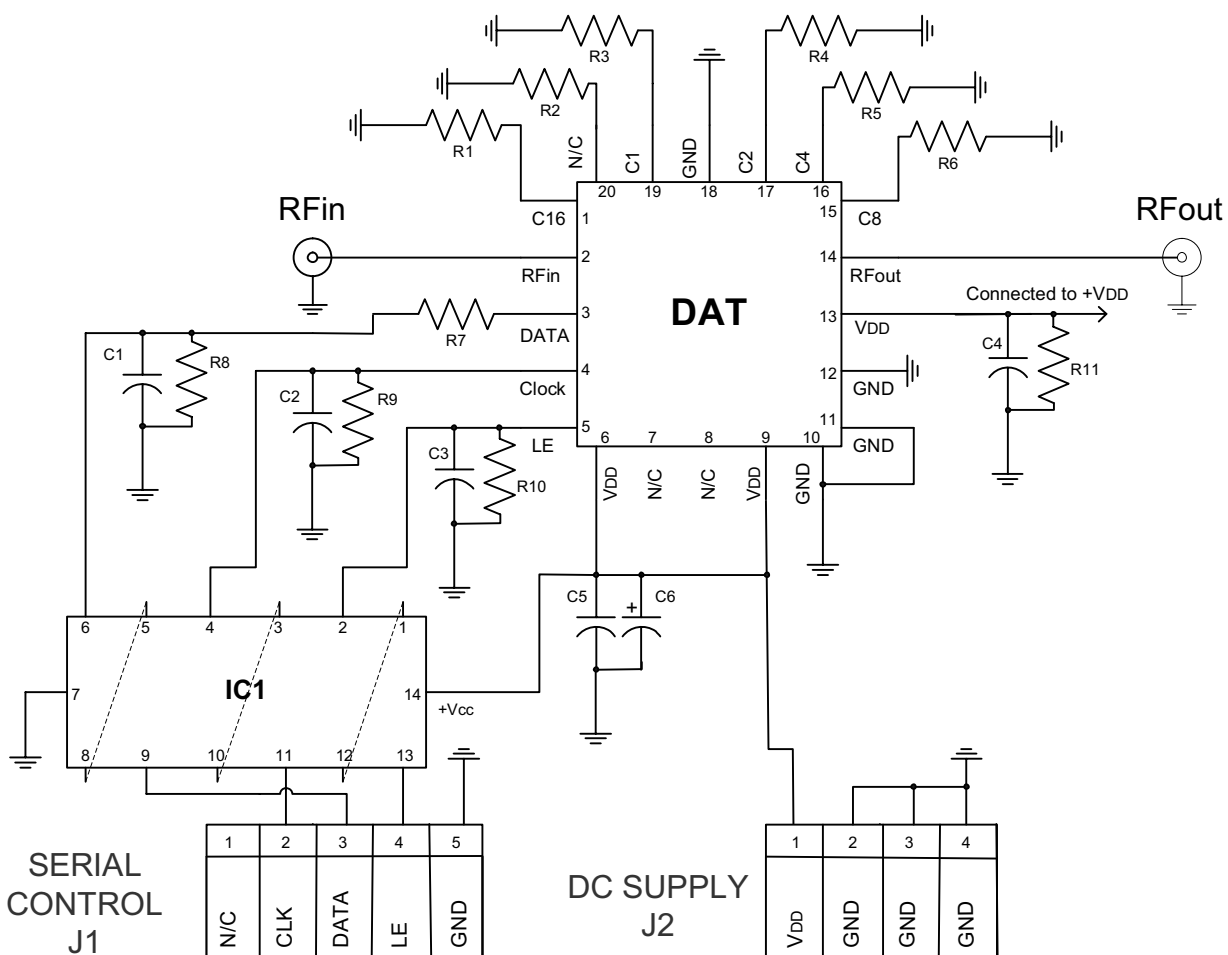 R3
R4
R2
R5
R1
R6
N/C
C1
GND
C2
C4
20
19
18
17
16
C16
1
15
C8
RFin
RFout
2
14
RFin
RFout
DAT
3
13
R7
DATA
VDD
Connected to +VDD
C1
R8
C4
R11
4
12
Clock
GND
C2
R9
5
11
LE
GND
C3
R10
6
7
8
9
10
VDD
N/C
N/C
VDD
GND
C5
+
C6
6
5
4
3
2
1
7
IC1
14
+Vcc
8
9
10
11
12
13
1
2
3
4
5
N/C
CLK
DATA
LE
GND
SERIAL
CONTROL
J1
DC SUPPLY
J2
1
2
3
4
VDD
GND
GND
GND